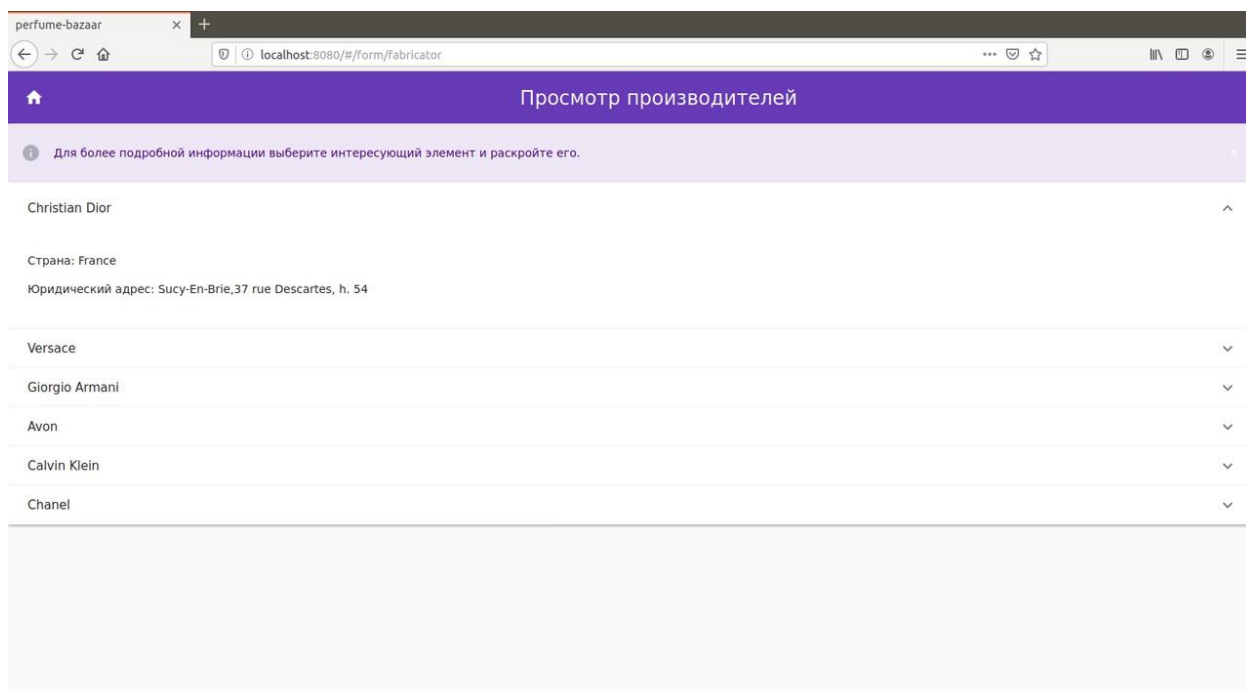 perfume-bazaar
localhost:8080/#/form/fabricator
Просмотр производителей
Для более подробной информации выберите интересующий элемент и раскройте его.
Christian Dior
Страна: France
Юридический адрес: Sucy-En-Brie,37 rue Descartes, h. 54
Versace
Giorgio Armani
Avon
Calvin Klein
Chanel